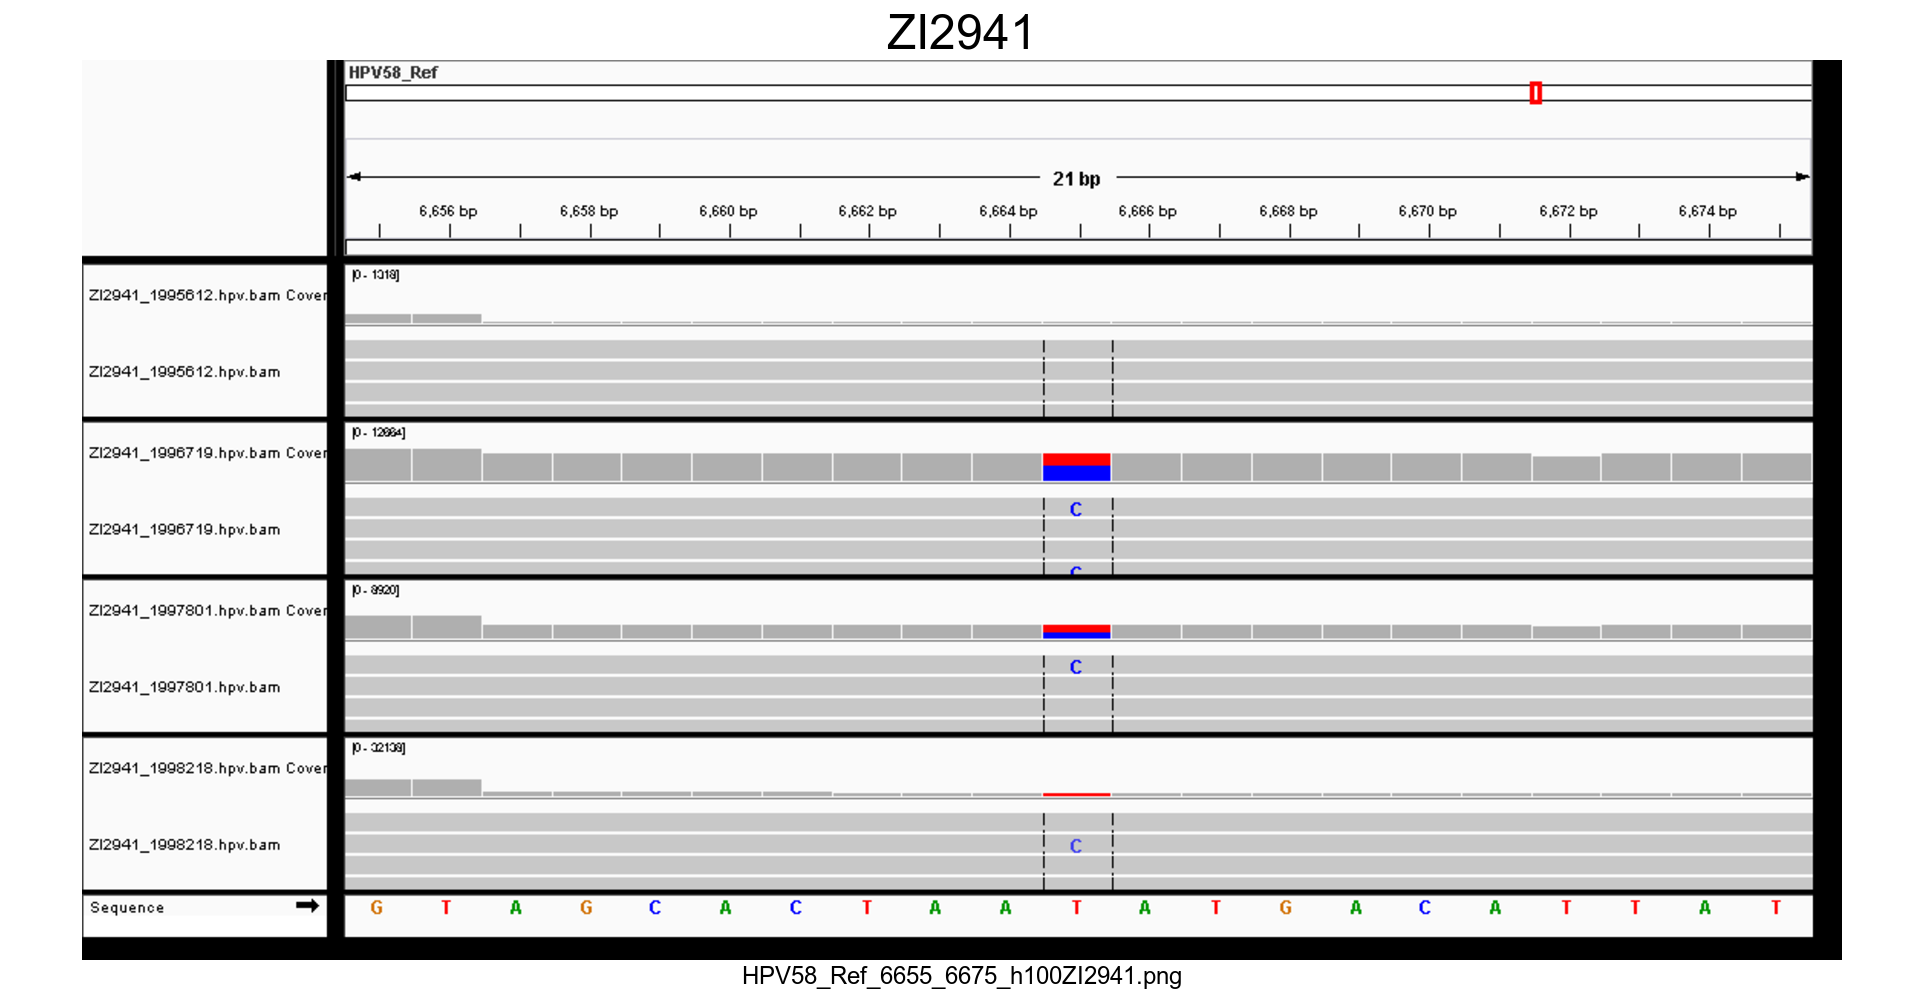 ZI2941
HPV58_Ref
21 bp
6,656 bp 6,658 bp 6,660 bp 6,662 bp 6,664 bp 6,666 bp 6,668 bp 6,670 bp 6,672 bp 6,674 bp
[0 - 1318]
ZI2941_1995612.hpv.bam Cover
ZI2941_1995612.hpv.bam
[0 - 12664]
ZI2941_1996719.hpv.bam Cover
C
ZI2941_1996719.hpv.bam
C
[0 - 8920]
ZI2941_1997801.hpv.bam Cover
C
ZI2941_1997801.hpv.bam
[0 - 32138]
ZI2941_1998218.hpv.bam Cover
ZI2941_1998218.hpv.bam C
Sequence G T A G C A C T A A T A T G A C A T T A T
HPV58_Ref_6655_6675_h100ZI2941.png